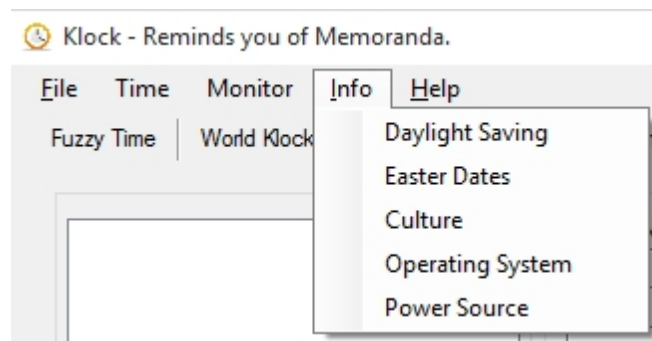 Klock - Reminds you of Memoranda.
File Time Monitor Info Help
Fuzzy Time World Klock
Daylight Saving
Easter Dates
Culture
Operating System
Power Source